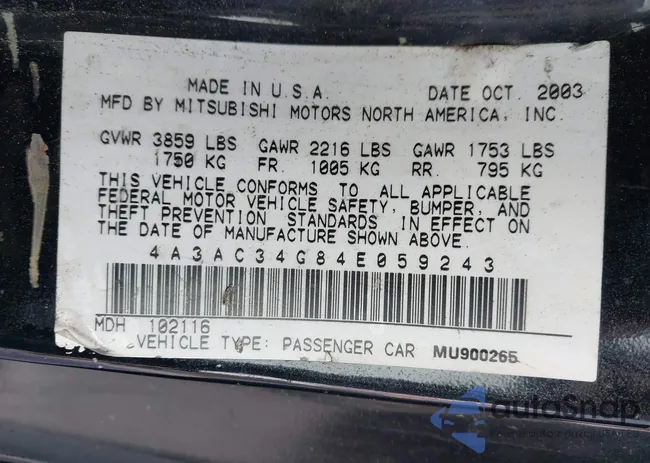 MADE IN U.S.A. DATE OCT. 2003
MFD BY MITSUBISHI MOTORS NORTH AMERICA, INC.
GVWR 3859 LBS GAWR 2216 LBS GAWR 1753 LBS
1750 KG FR. 1005 KG RR. 795 KG
THIS VEHICLE CONFORMS TO ALL APPLICABLE
FEDERAL MOTOR VEHICLE SAFETY, BUMPER, AND
THEFT PREVENTION STANDARDS IN EFFECT ON
THE DATE OF MANUFACTURE SHOWN ABOVE.
4A3AC34G84E059243
MDH 102116
VEHICLE TYPE: PASSENGER CAR MU900265
autoSnap